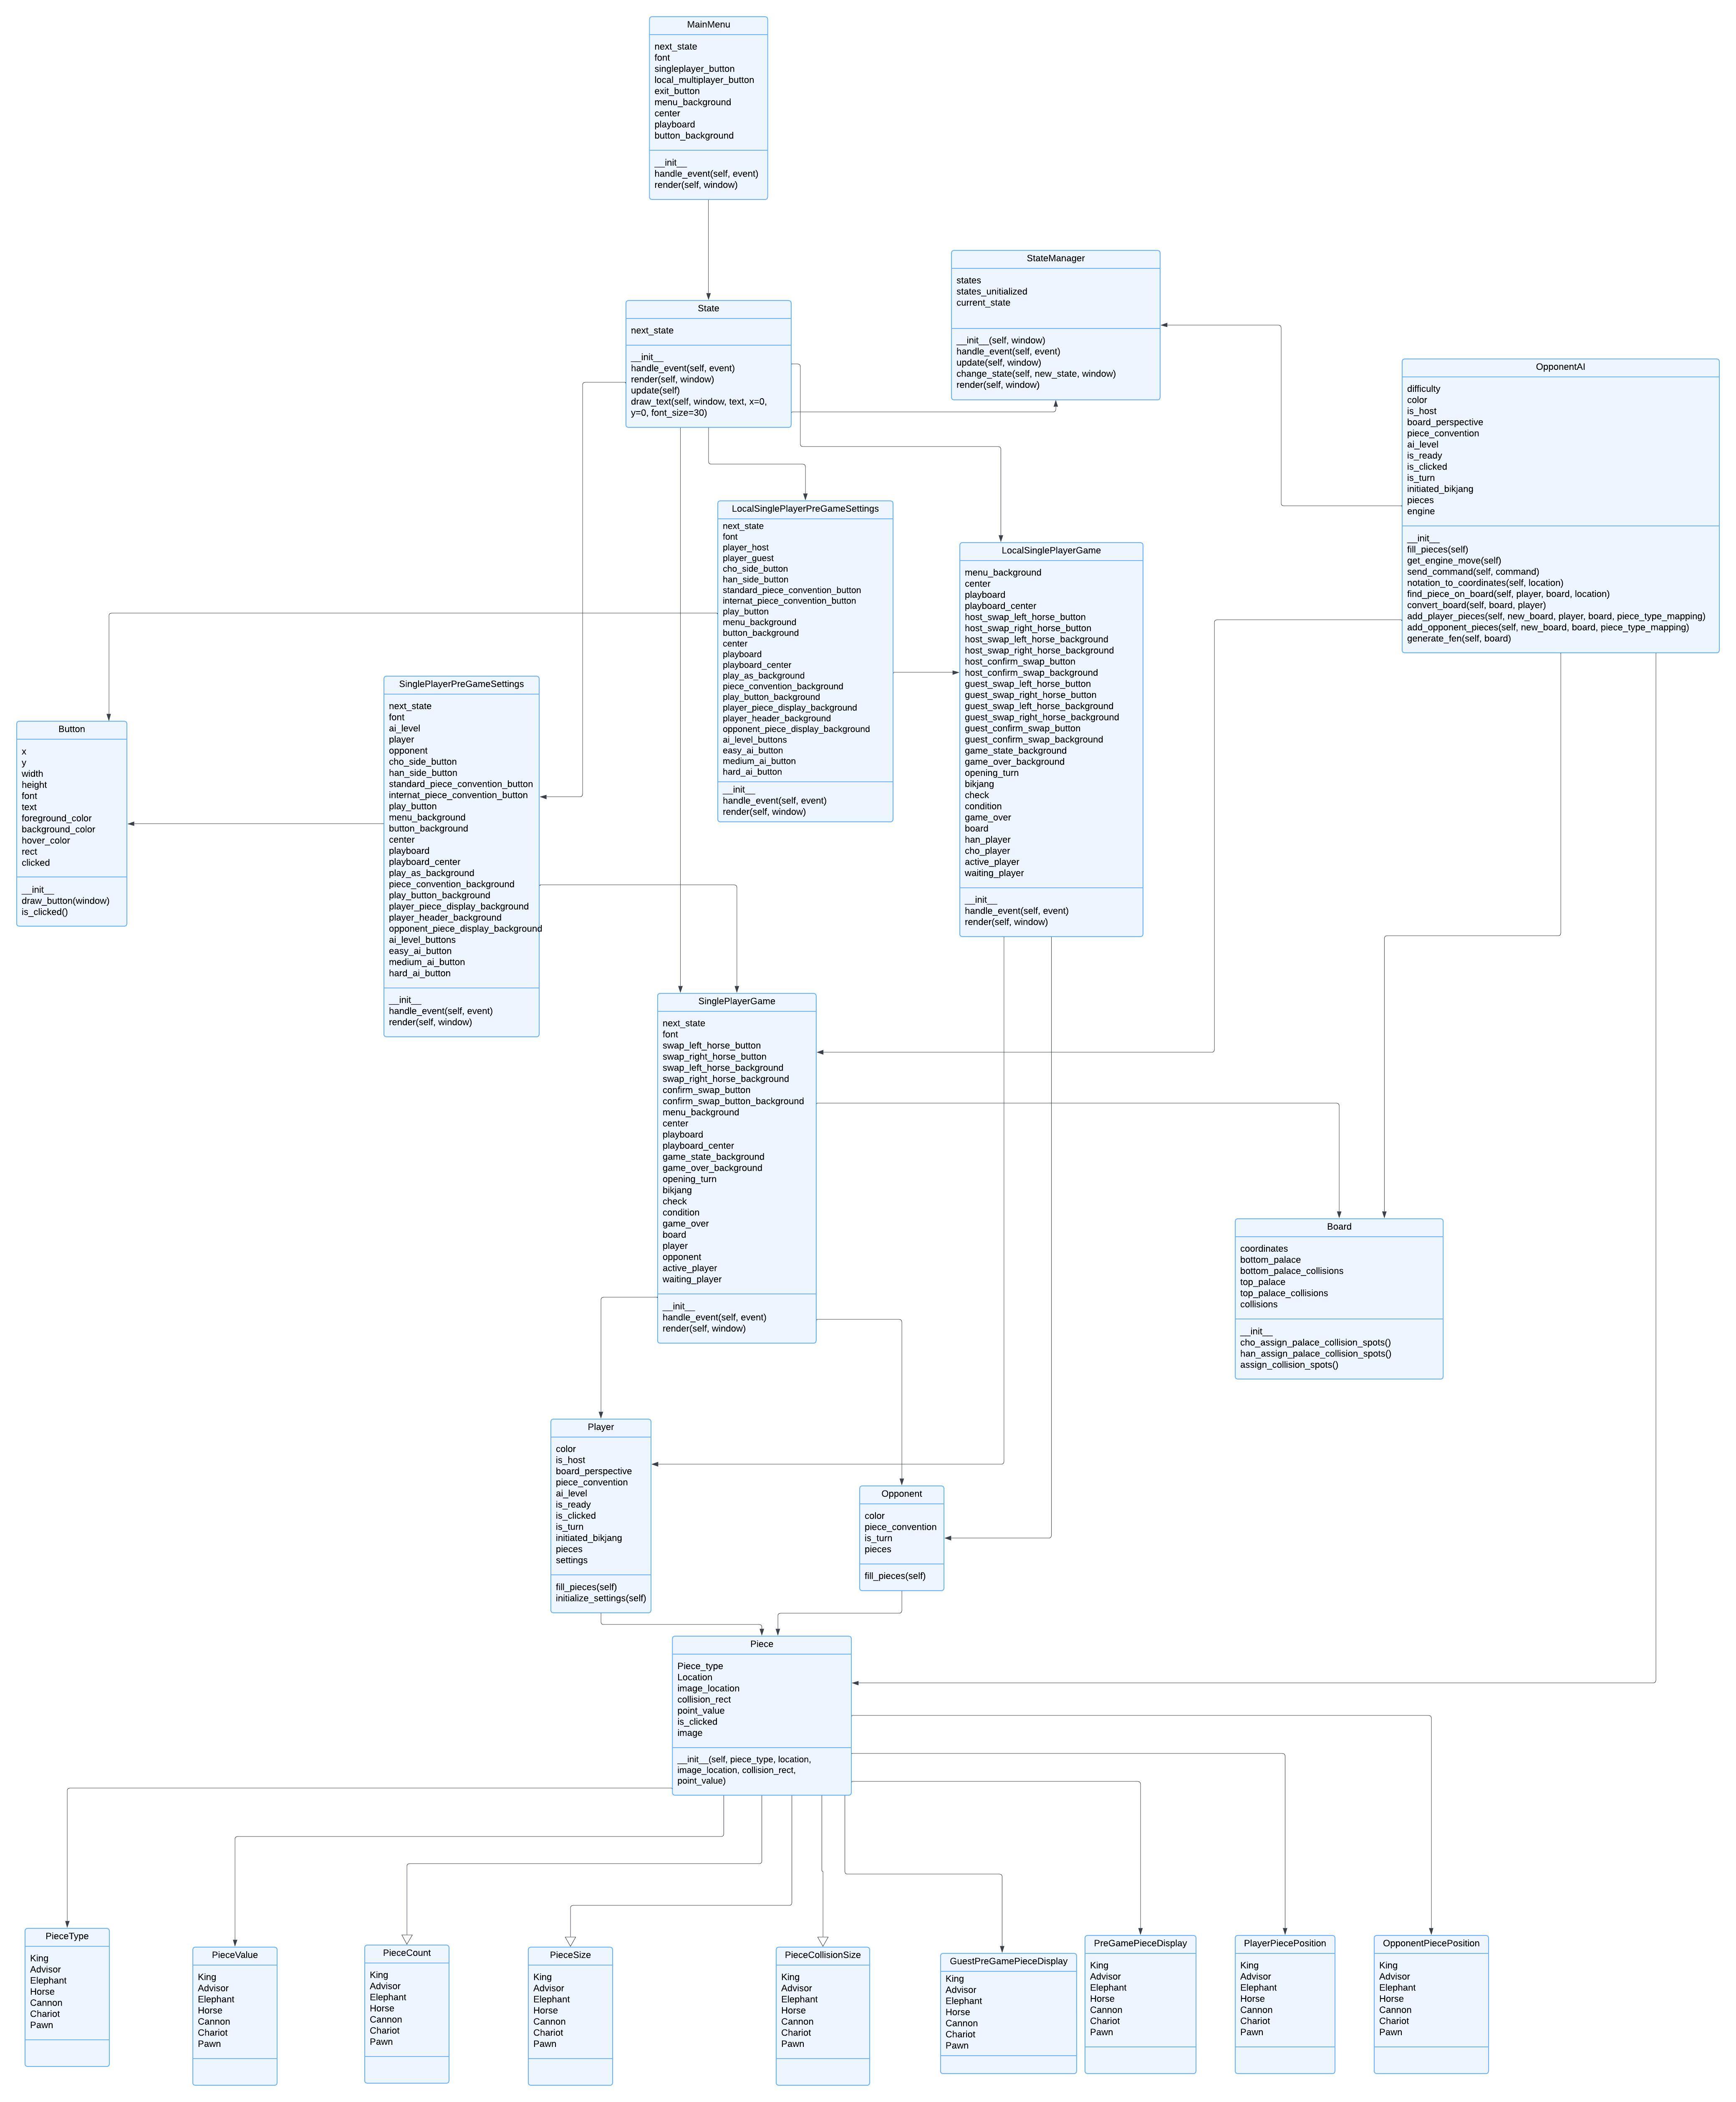 MainMenu
next_state
font
singleplayer_button
local_multiplayer_button
exit_button
menu_background
center
playboard
button_background
__init__
handle_event(self, event)
render(self, window)
StateManager
states
states_unitialized
current_state
__init__(self, window)
handle_event(self, event)
update(self, window)
change_state(self, new_state, window)
render(self, window)
State
next_state
__init__
handle_event(self, event)
render(self, window)
update(self)
draw_text(self, window, text, x=0,
y=0, font_size=30)
OpponentAI
difficulty
color
is_host
board_perspective
piece_convention
ai_level
is_ready
is_clicked
is_turn
initiated_bikjang
pieces
engine
__init__
fill_pieces(self)
get_engine_move(self)
send_command(self, command)
notation_to_coordinates(self, location)
find_piece_on_board(self, player, board, location)
convert_board(self, board, player)
add_player_pieces(self, new_board, player, board, piece_type_mapping)
add_opponent_pieces(self, new_board, board, piece_type_mapping)
generate_fen(self, board)
LocalSinglePlayerPreGameSettings
next_state
font
player_host
player_guest
cho_side_button
han_side_button
standard_piece_convention_button
internat_piece_convention_button
play_button
menu_background
button_background
center
playboard
playboard_center
play_as_background
piece_convention_background
play_button_background
player_piece_display_background
player_header_background
opponent_piece_display_background
ai_level_buttons
easy_ai_button
medium_ai_button
hard_ai_button
__init__
handle_event(self, event)
render(self, window)
LocalSinglePlayerGame
menu_background
center
playboard
playboard_center
host_swap_left_horse_button
host_swap_right_horse_button
host_swap_left_horse_background
host_swap_right_horse_background
host_confirm_swap_button
host_confirm_swap_background
guest_swap_left_horse_button
guest_swap_right_horse_button
guest_swap_left_horse_background
guest_swap_right_horse_background
guest_confirm_swap_button
guest_confirm_swap_background
game_state_background
game_over_background
opening_turn
bikjang
check
condition
game_over
board
han_player
cho_player
active_player
waiting_player
__init__
handle_event(self, event)
render(self, window)
SinglePlayerPreGameSettings
next_state
font
ai_level
player
opponent
cho_side_button
han_side_button
standard_piece_convention_button
internat_piece_convention_button
play_button
menu_background
button_background
center
playboard
playboard_center
play_as_background
piece_convention_background
play_button_background
player_piece_display_background
player_header_background
opponent_piece_display_background
ai_level_buttons
easy_ai_button
medium_ai_button
hard_ai_button
__init__
handle_event(self, event)
render(self, window)
Button
x
y
width
height
font
text
foreground_color
background_color
hover_color
rect
clicked
__init__
draw_button(window)
is_clicked()
SinglePlayerGame
next_state
font
swap_left_horse_button
swap_right_horse_button
swap_left_horse_background
swap_right_horse_background
confirm_swap_button
confirm_swap_button_background
menu_background
center
playboard
playboard_center
game_state_background
game_over_background
opening_turn
bikjang
check
condition
game_over
board
player
opponent
active_player
waiting_player
__init__
handle_event(self, event)
render(self, window)
Board
coordinates
bottom_palace
bottom_palace_collisions
top_palace
top_palace_collisions
collisions
__init__
cho_assign_palace_collision_spots()
han_assign_palace_collision_spots()
assign_collision_spots()
Player
color
is_host
board_perspective
piece_convention
ai_level
is_ready
is_clicked
is_turn
initiated_bikjang
pieces
settings
fill_pieces(self)
initialize_settings(self)
Opponent
color
piece_convention
is_turn
pieces
fill_pieces(self)
Piece
Piece_type
Location
image_location
collision_rect
point_value
is_clicked
image
__init__(self, piece_type, location,
image_location, collision_rect,
point_value)
PieceType
King
Advisor
Elephant
Horse
Cannon
Chariot
Pawn
PieceValue
King
Advisor
Elephant
Horse
Cannon
Chariot
Pawn
PieceCount
King
Advisor
Elephant
Horse
Cannon
Chariot
Pawn
PieceSize
King
Advisor
Elephant
Horse
Cannon
Chariot
Pawn
PieceCollisionSize
King
Advisor
Elephant
Horse
Cannon
Chariot
Pawn
GuestPreGamePieceDisplay
King
Advisor
Elephant
Horse
Cannon
Chariot
Pawn
PreGamePieceDisplay
King
Advisor
Elephant
Horse
Cannon
Chariot
Pawn
PlayerPiecePosition
King
Advisor
Elephant
Horse
Cannon
Chariot
Pawn
OpponentPiecePosition
King
Advisor
Elephant
Horse
Cannon
Chariot
Pawn